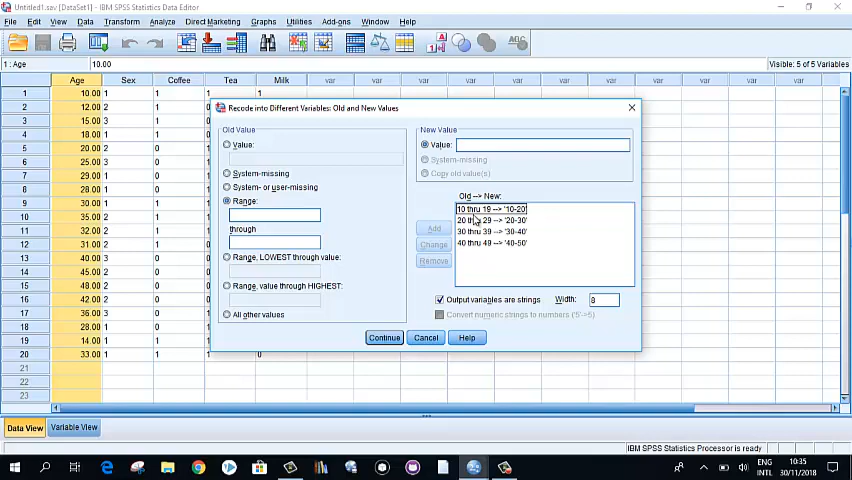 Untitled1.sav [DataSet1] - IBM SPSS Statistics Data Editor
File Edit View Data Transform Analyze Direct Marketing Graphs Utilities Add-ons Window Help
1 : Age 10.00 Visible: 5 of 5 Variables
Age Sex Coffee Tea Milk var var var var var var var
1 10.00 1 1 1 1
2 12.00 2
3 15.00 3
4 18.00 1
5 20.00 2
6 25.00 3
7 29.00 1
8 30.00 2
9 35.00 3
10 38.00 1
11 40.00 2
12 42.00 3
13 40.00 1
14 45.00 2
15 48.00 2
16 42.00 2
17 36.00 3
18 28.00 1
19 14.00 1
20 33.00 1 1 1 0
21
22
23
Recode into Different Variables: Old and New Values
Old Value
Value:
System-missing
System- or user-missing
Range:
through
Range, LOWEST through value:
Range, value through HIGHEST:
All other values
New Value
Value:
System-missing
Copy old value(s)
Old --> New:
10 thru 19 --> '10-20'
20 thru 29 --> '20-30'
30 thru 39 --> '30-40'
40 thru 49 --> '40-50'
Add
Change
Remove
Output variables are strings Width: 8
Convert numeric strings to numbers ('5'->5)
Continue Cancel Help
Data View Variable View
IBM SPSS Statistics Processor is ready
ENG 10:35
INTL 30/11/2018